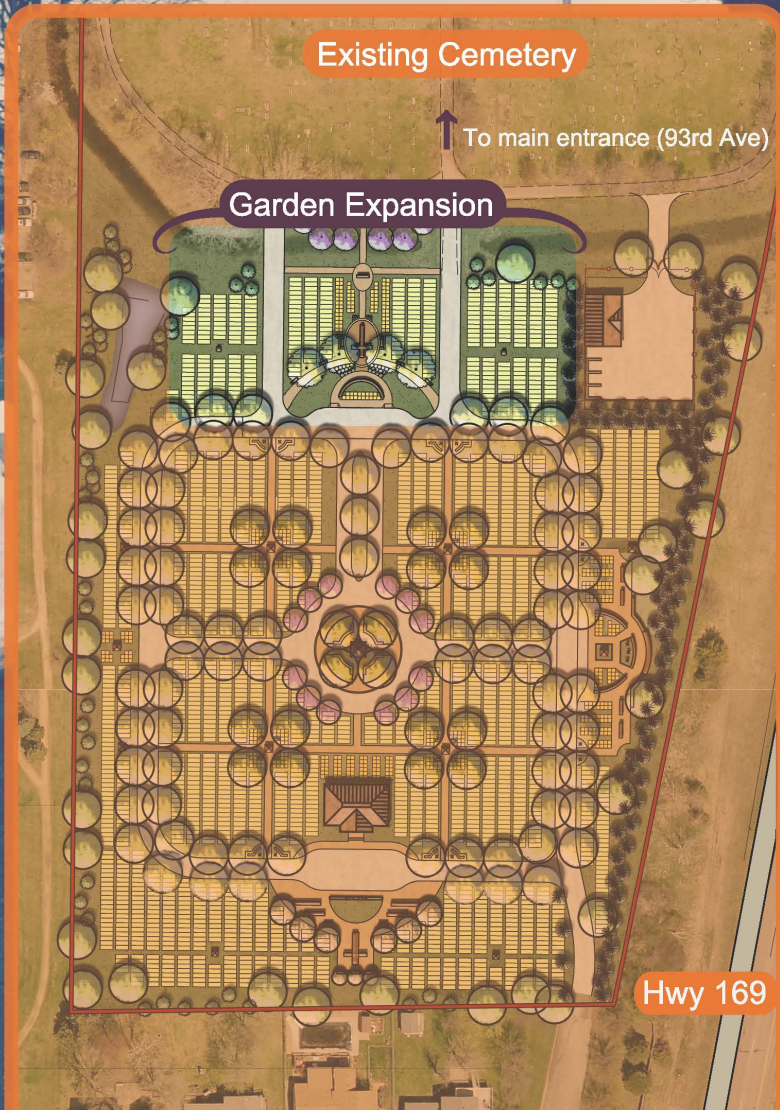 Existing Cemetery
To main entrance (93rd Ave)
Garden Expansion
Hwy 169